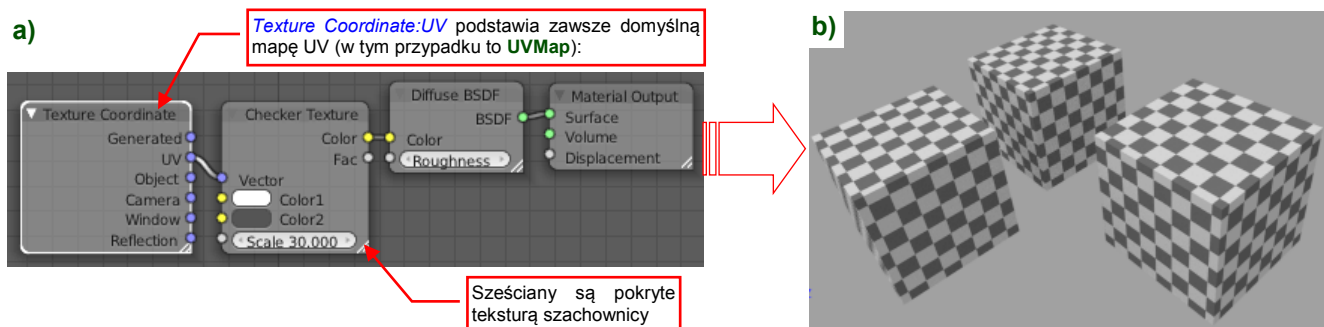 a)
Texture Coordinate:UV podstawia zawsze domyślną
mapę UV (w tym przypadku to UVMap):
b)
Texture Coordinate
Generated
UV
Object
Camera
Window
Reflection
Checker Texture
Color
Fac
Vector
Color1
Color2
Scale 30,000
Diffuse BSDF
BSDF
Color
Roughness
Material Output
Surface
Volume
Displacement
Sześciany są pokryte
teksturą szachownicy